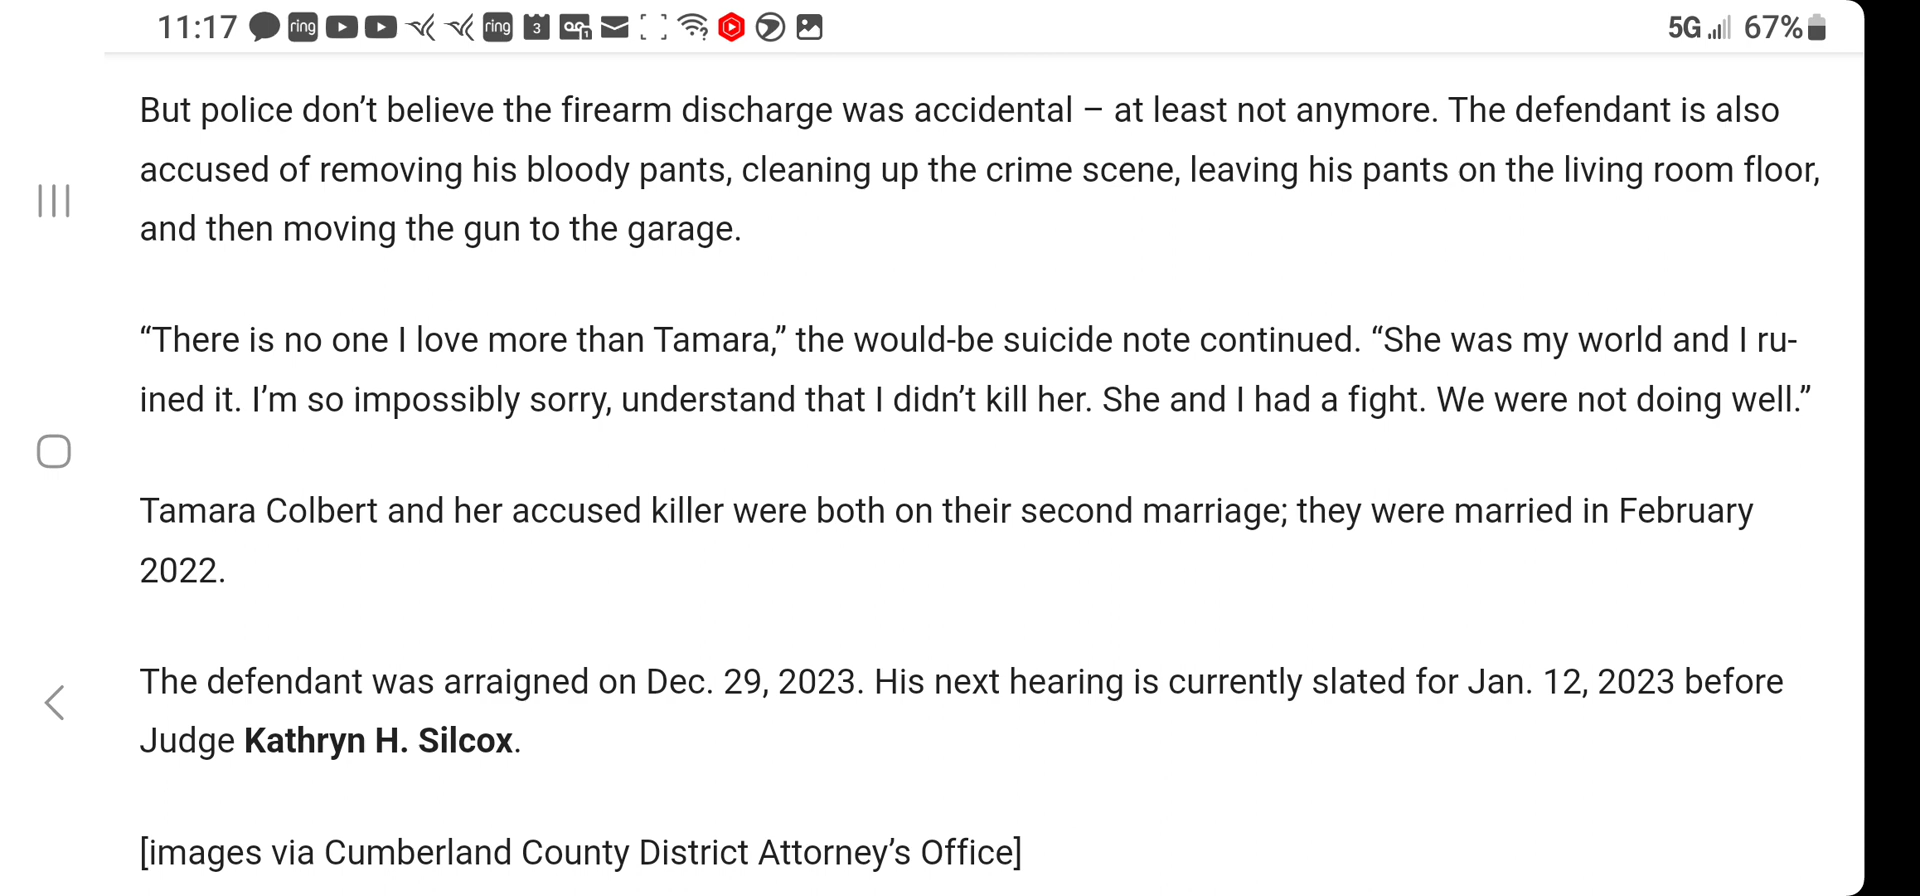 11:17 ring ring 3 5G 67%
But police don’t believe the firearm discharge was accidental – at least not anymore. The defendant is also
accused of removing his bloody pants, cleaning up the crime scene, leaving his pants on the living room floor,
and then moving the gun to the garage.
“There is no one I love more than Tamara,” the would-be suicide note continued. “She was my world and I ru-
ined it. I’m so impossibly sorry, understand that I didn’t kill her. She and I had a fight. We were not doing well.”
Tamara Colbert and her accused killer were both on their second marriage; they were married in February
2022.
The defendant was arraigned on Dec. 29, 2023. His next hearing is currently slated for Jan. 12, 2023 before
Judge Kathryn H. Silcox.
[images via Cumberland County District Attorney’s Office]